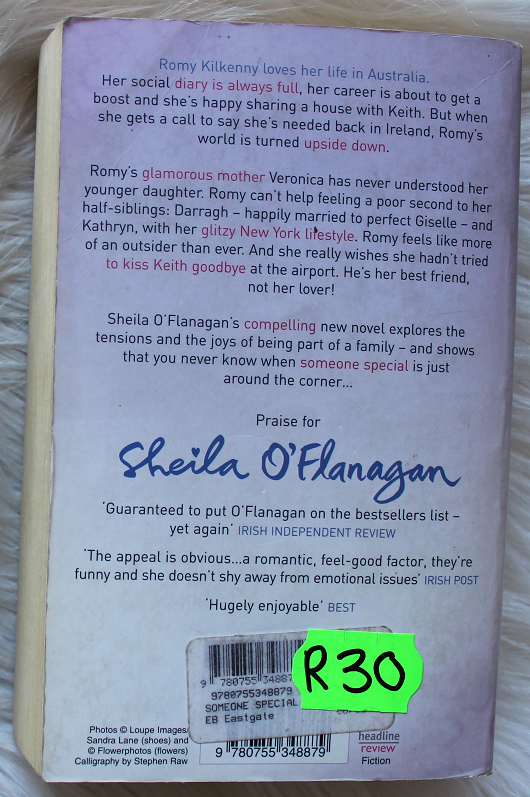 Romy Kilkenny loves her life in Australia.
Her social diary is always full, her career is about to get a
boost and she's happy sharing a house with Keith. But when
she gets a call to say she's needed back in Ireland, Romy's
world is turned upside down.
Romy's glamorous mother Veronica has never understood her
younger daughter. Romy can't help feeling a poor second to her
half-siblings: Darragh – happily married to perfect Giselle – and
Kathryn, with her glitzy New York lifestyle. Romy feels like more
of an outsider than ever. And she really wishes she hadn't tried
to kiss Keith goodbye at the airport. He's her best friend,
not her lover!
Sheila O'Flanagan's compelling new novel explores the
tensions and the joys of being part of a family – and shows
that you never know when someone special is just
around the corner...
Praise for
Sheila O'Flanagan
'Guaranteed to put O'Flanagan on the bestsellers list –
yet again' IRISH INDEPENDENT REVIEW
'The appeal is obvious...a romantic, feel-good factor, they're
funny and she doesn't shy away from emotional issues' IRISH POST
'Hugely enjoyable' BEST
9 780755 34887
9780755348879
SOMEONE SPECIAL
EB Eastgate
R30
Photos © Loupe Images/
Sandra Lane (shoes) and
© Flowerphotos (flowers)
Calligraphy by Stephen Raw
9 780755 348879
headline
review
Fiction